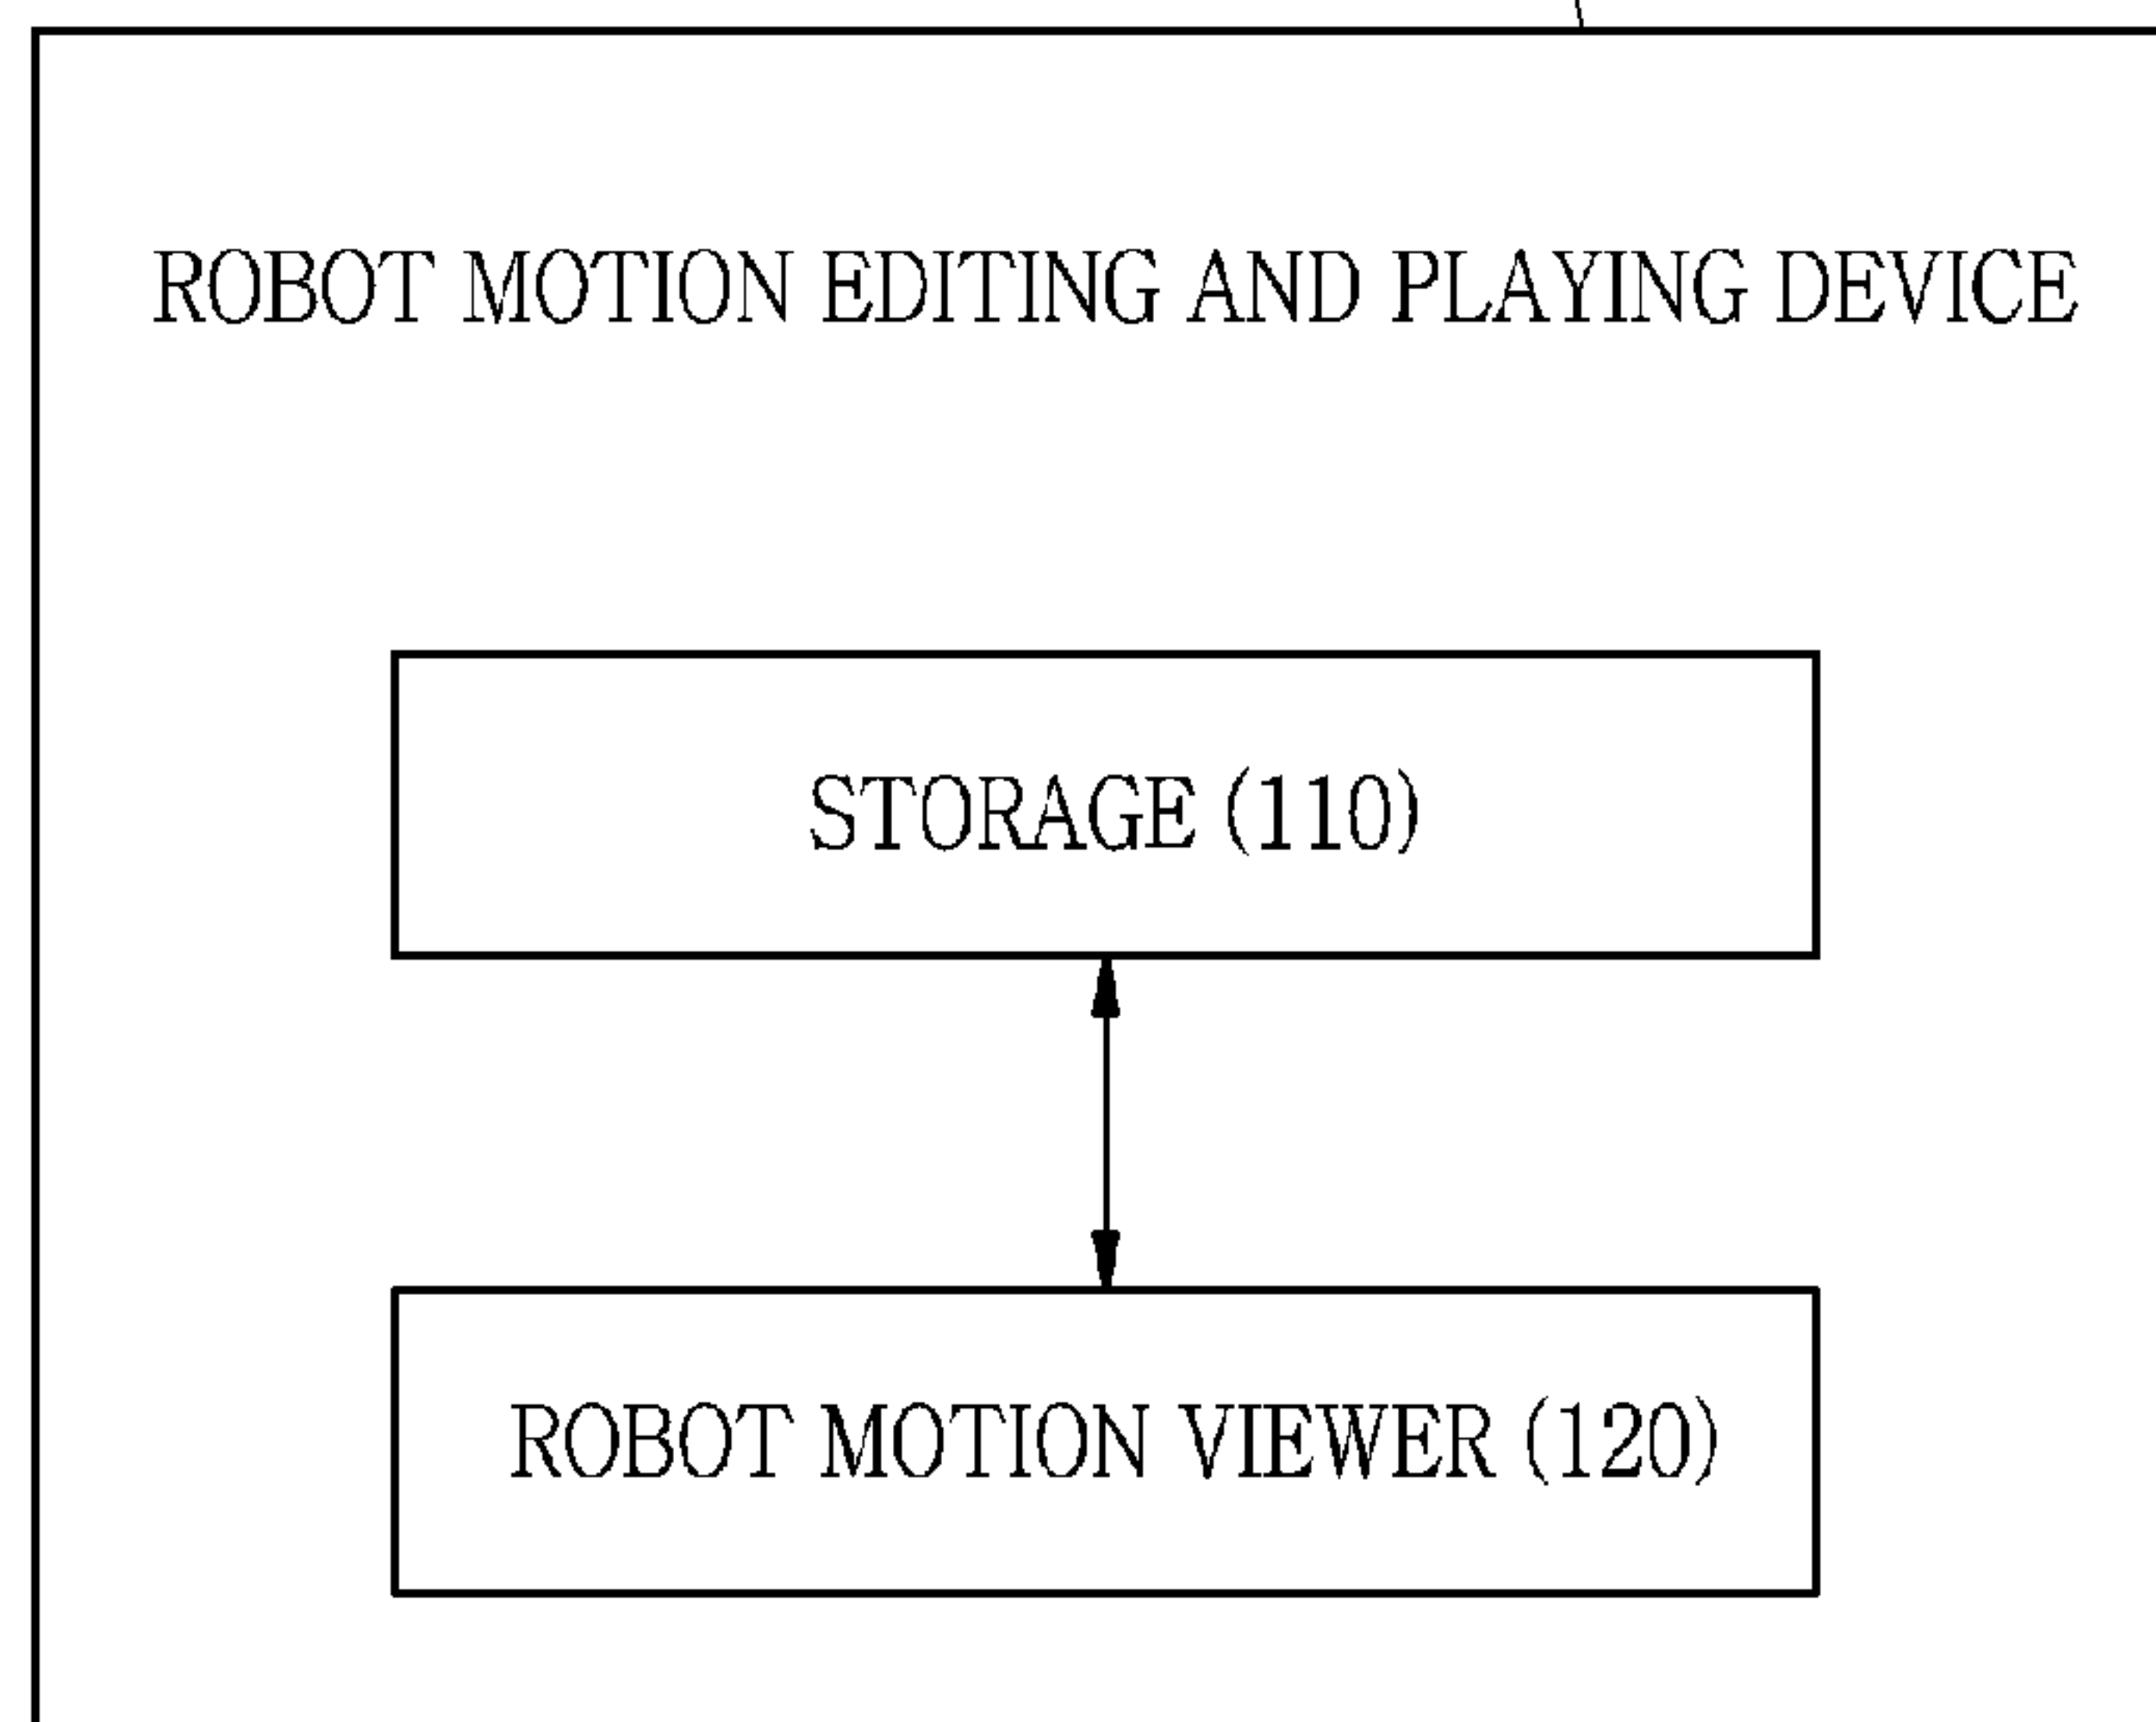 ROBOT MOTION EDITING AND PLAYING DEVICE
STORAGE (110)
ROBOT MOTION VIEWER (120)